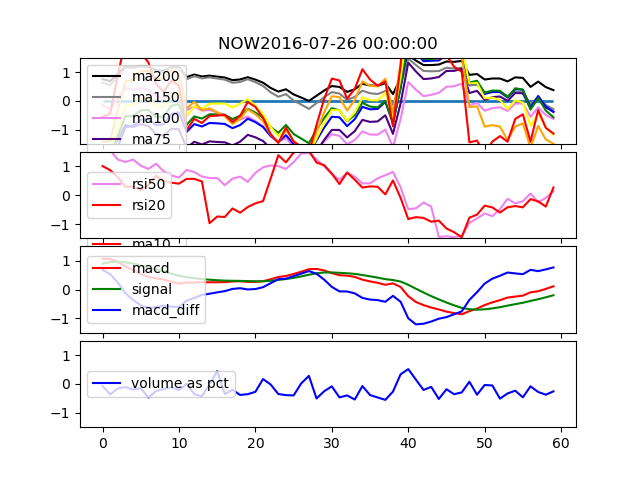 NOW2016-07-26 00:00:00
1
0
−1
ma200
ma150
ma100
ma75
1
0
−1
rsi50
rsi20
ma10
1
0
−1
macd
signal
macd_diff
1
0
−1
volume as pct
0 10 20 30 40 50 60